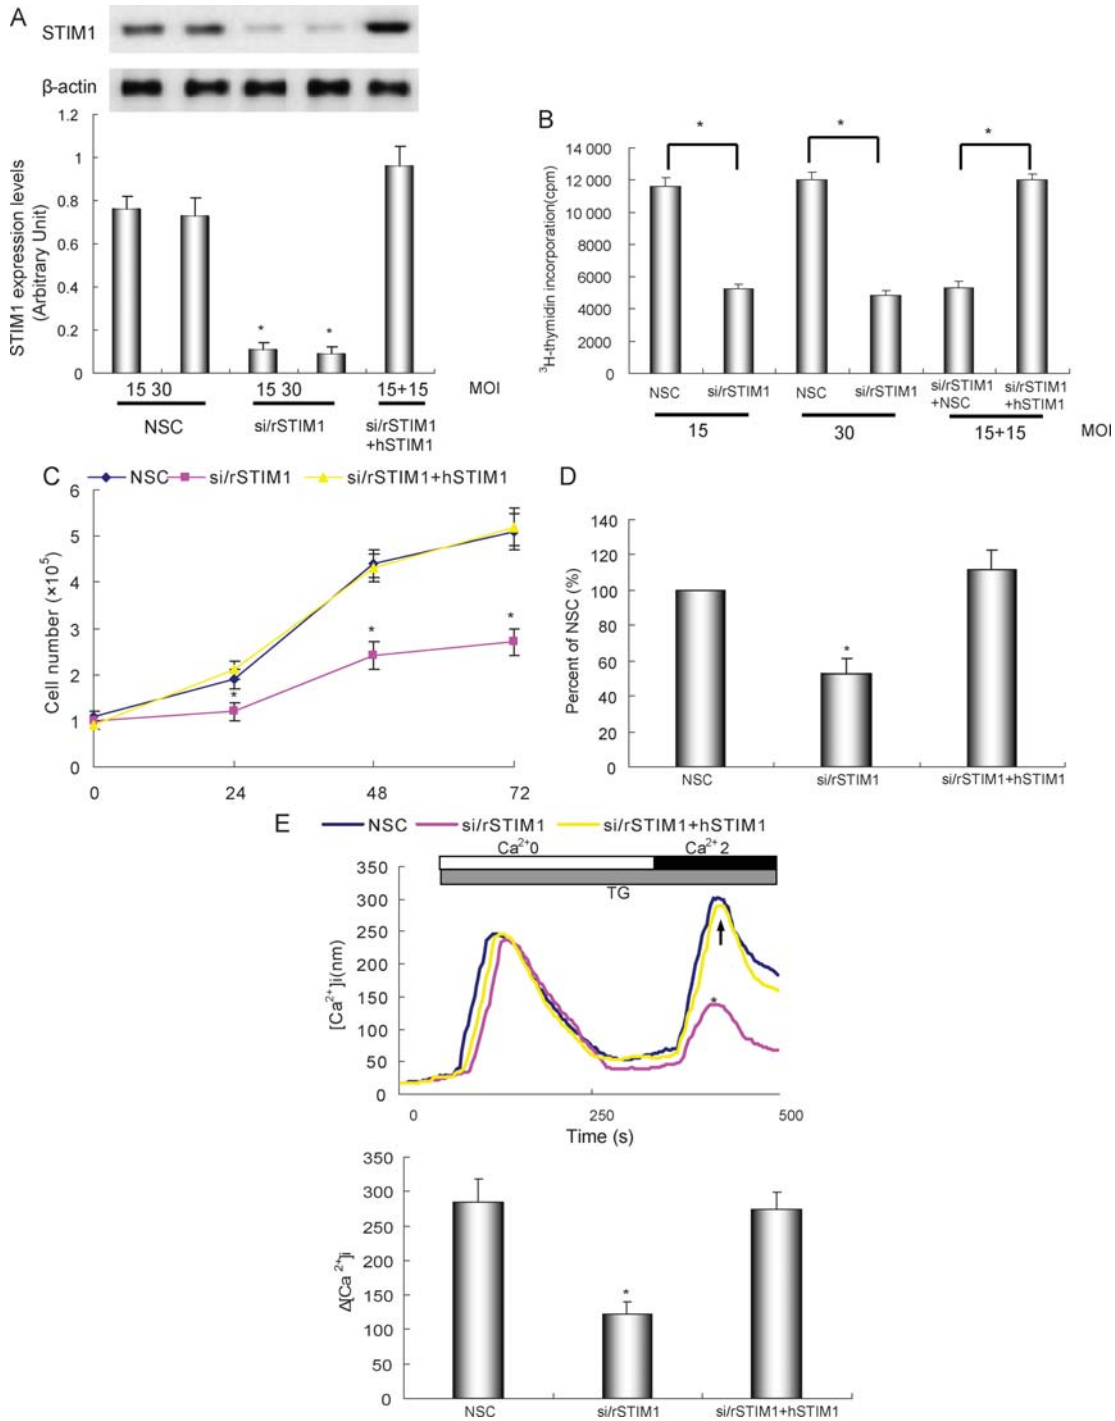 A
STIM1
β-actin
STIM1 expression levels
(Arbitrary Unit)
1.2
1
0.8
0.6
0.4
0.2
0
* *
15 30 15 30 15+15 MOI
NSC si/rSTIM1 si/rSTIM1
+hSTIM1
B
³H-thymidin incorporation(cpm)
14 000
12 000
10 000
8000
6000
4000
2000
0
* * *
NSC si/rSTIM1 NSC si/rSTIM1 si/rSTIM1 si/rSTIM1
+NSC +hSTIM1
15 30 15+15 MOI
C
NSC si/rSTIM1 si/rSTIM1+hSTIM1
Cell number (×10⁵)
6
5
4
3
2
1
0
* * *
0 24 48 72
D
Percent of NSC (%)
140
120
100
80
60
40
20
0
*
NSC si/rSTIM1 si/rSTIM1+hSTIM1
E
NSC si/rSTIM1 si/rSTIM1+hSTIM1
Ca²⁺0 Ca²⁺ 2
TG
[Ca²⁺]i(nm)
350
300
250
200
150
100
50
0
*
0 250 500
Time (s)
Δ[Ca ²⁺]i
350
300
250
200
150
100
50
0
*
NSC si/rSTIM1 si/rSTIM1+hSTIM1